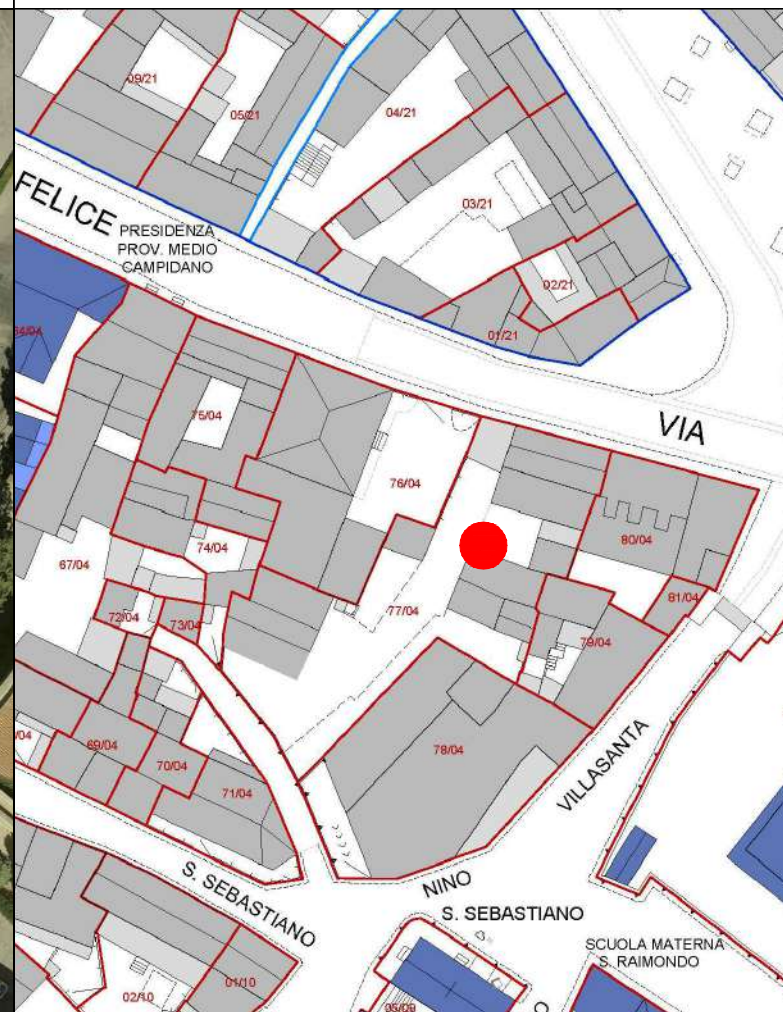 09/21
05/21
04/21
03/21
02/21
01/21
FELICE
PRESIDENZA
PROV. MEDIO
CAMPIDANO
VIA
75/04
76/04
74/04
67/04
77/04
72/04
73/04
80/04
81/04
79/04
78/04
69/04
70/04
71/04
/04
VILLASANTA
NINO
S. SEBASTIANO
S. SEBASTIANO
SCUOLA MATERNA
S. RAIMONDO
01/10
02/10
05/09